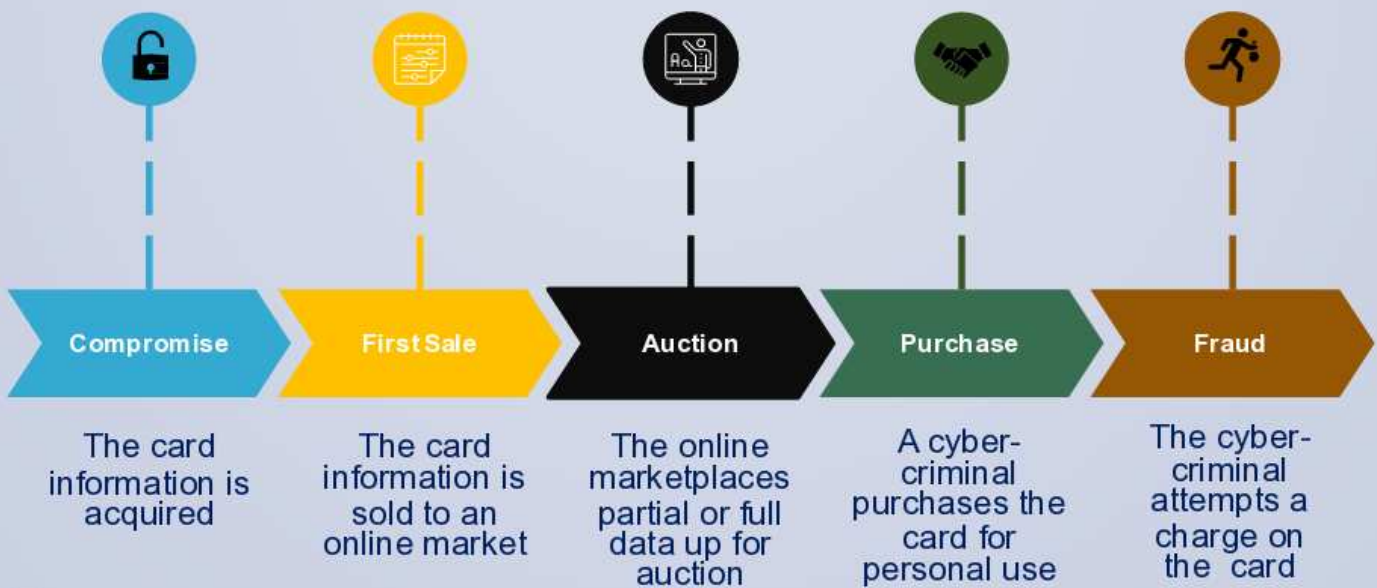 Aa
Compromise
First Sale
Auction
Purchase
Fraud
The card
information is
acquired
The card
information is
sold to an
online market
The online
marketplaces
partial or full
data up for
auction
A cyber-
criminal
purchases the
card for
personal use
The cyber-
criminal
attempts a
charge on
the card